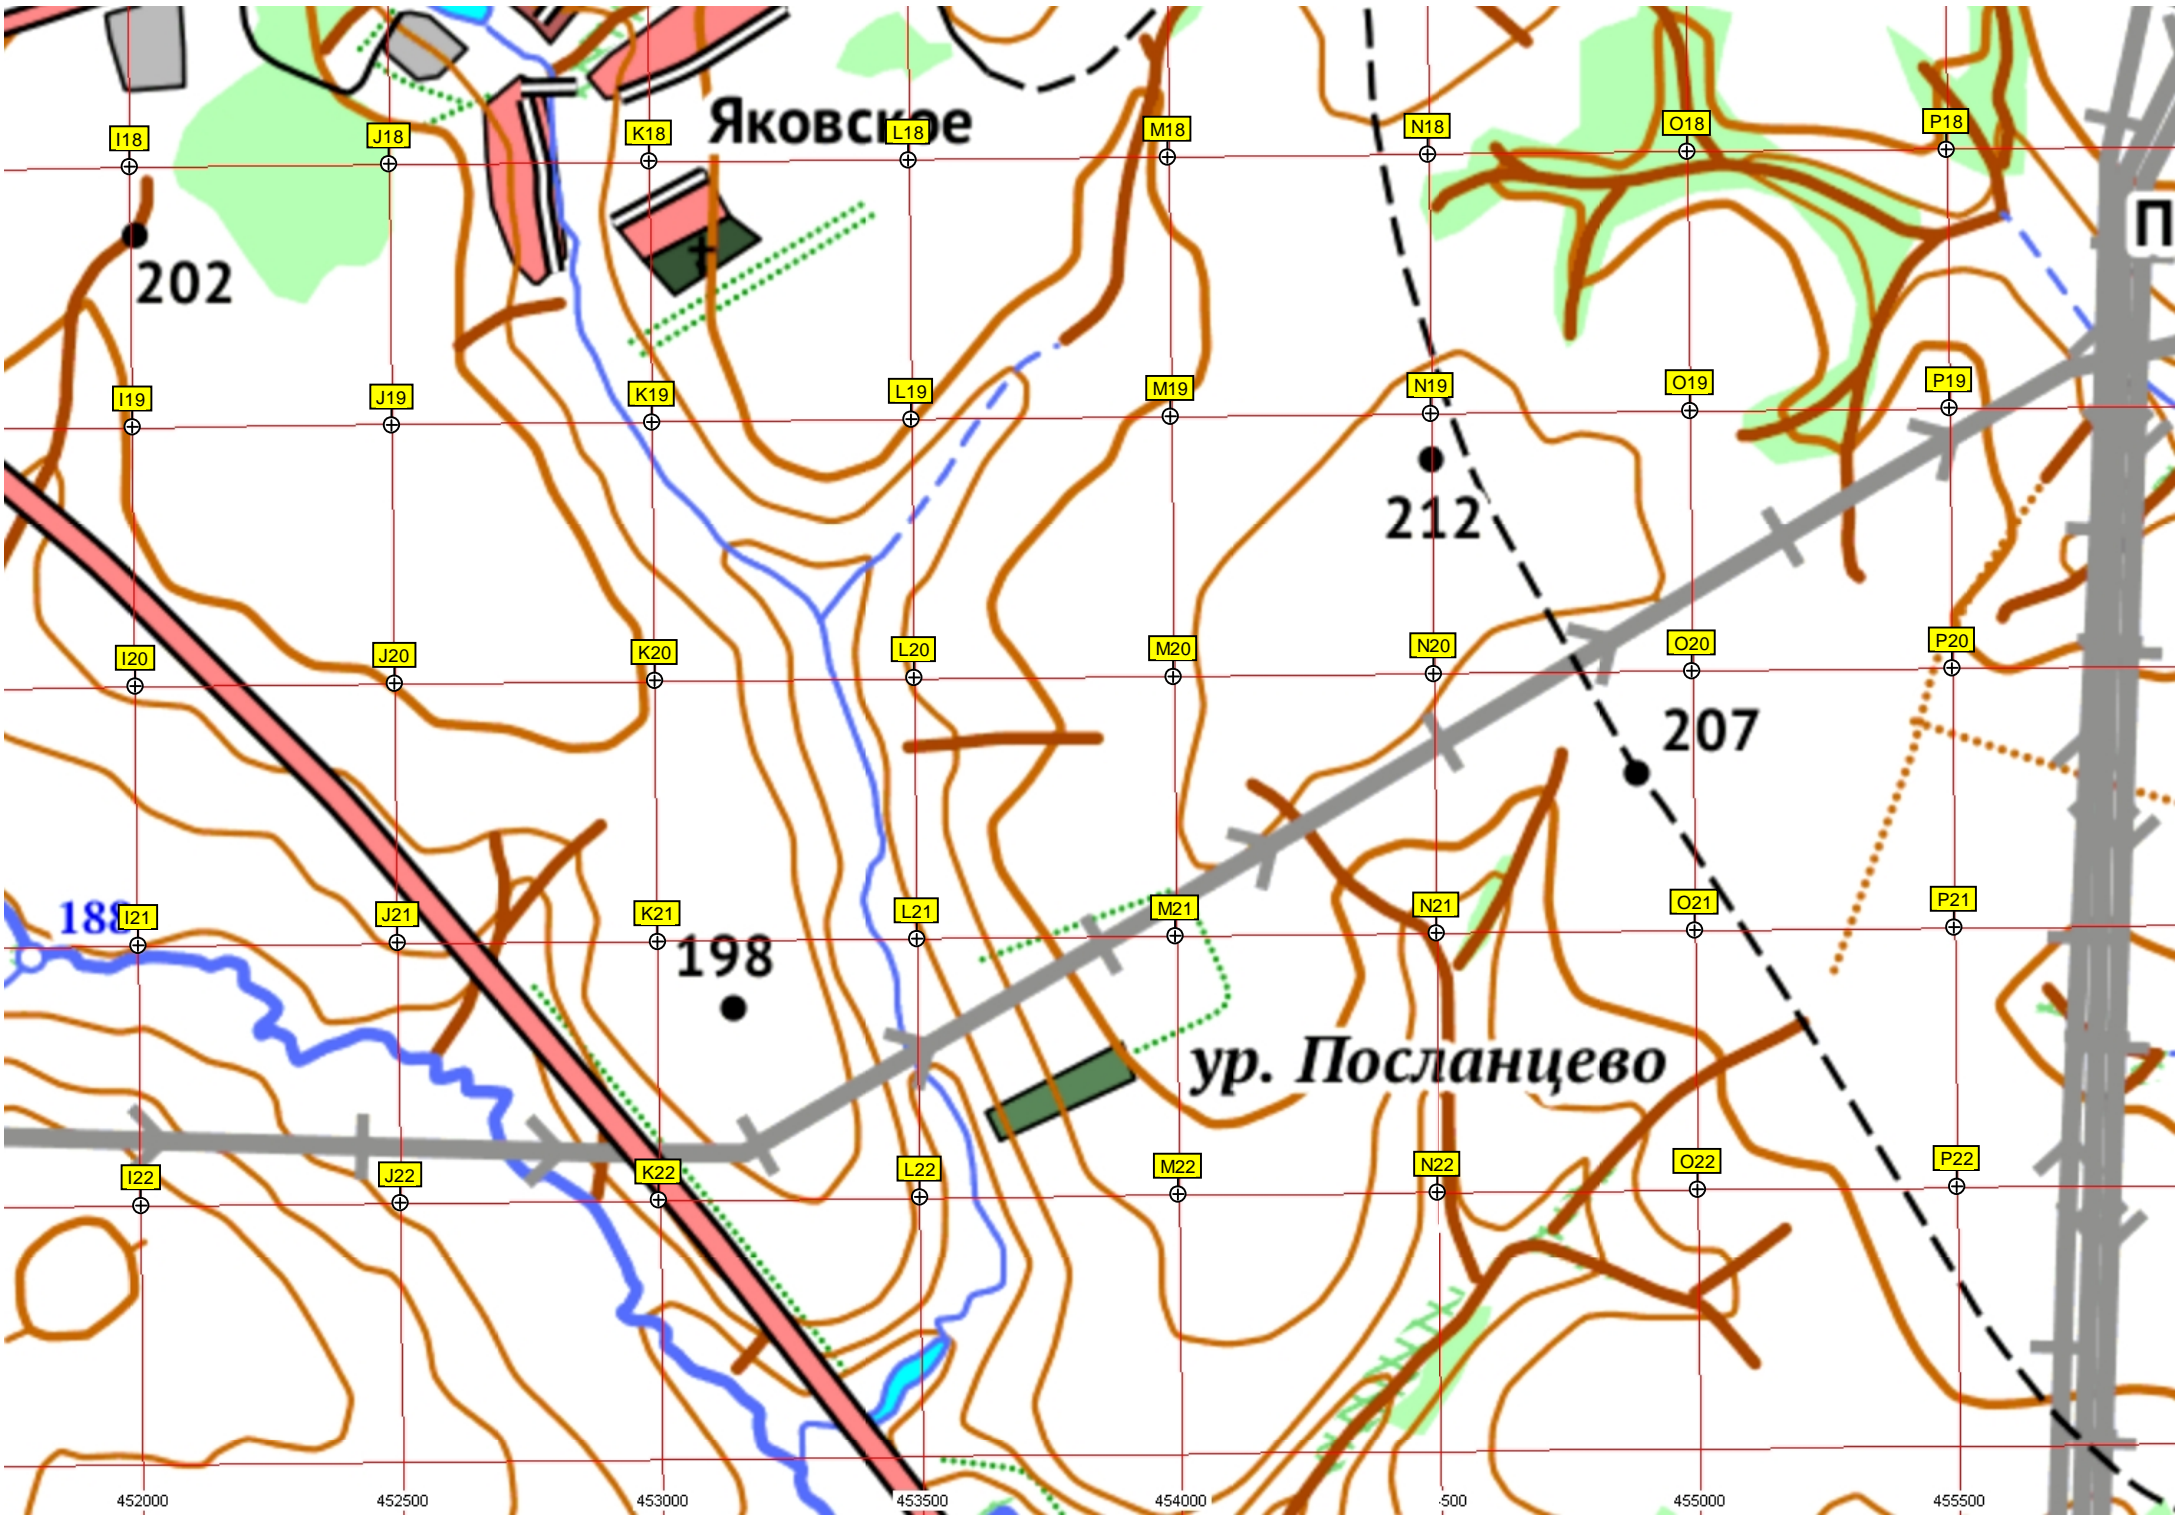 Яковское
I18 J18 K18 L18 M18 N18 O18 P18
П
202
I19 J19 K19 L19 M19 N19 O19 P19
212
I20 J20 K20 L20 M20 N20 O20 P20
207
188 I21 J21 K21 L21 M21 N21 O21 P21
198
ур. Посланцево
I22 J22 K22 L22 M22 N22 O22 P22
452000 452500 453000 453500 454000 500 455000 455500